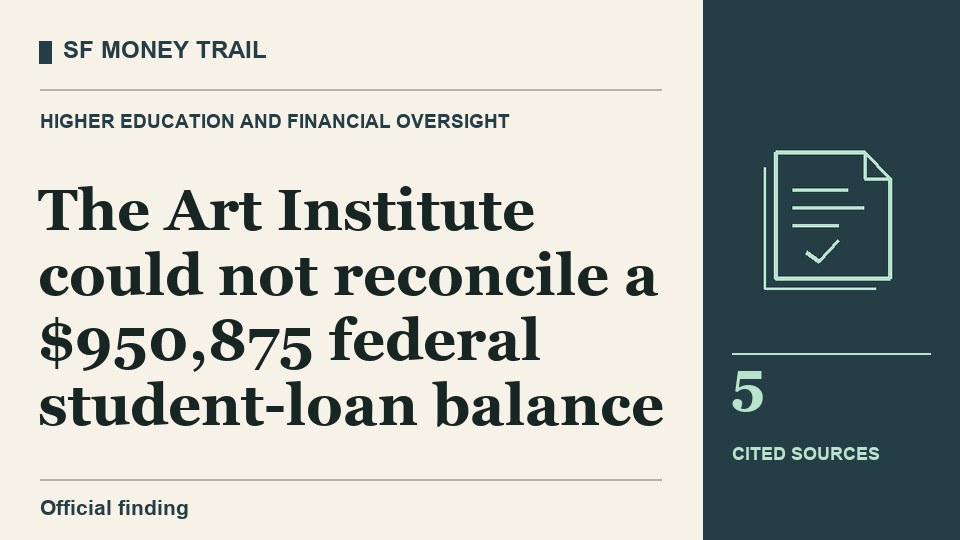 SF MONEY TRAIL
HIGHER EDUCATION AND FINANCIAL OVERSIGHT
The Art Institute
could not reconcile a
$950,875 federal
student-loan balance
Official finding
5
CITED SOURCES